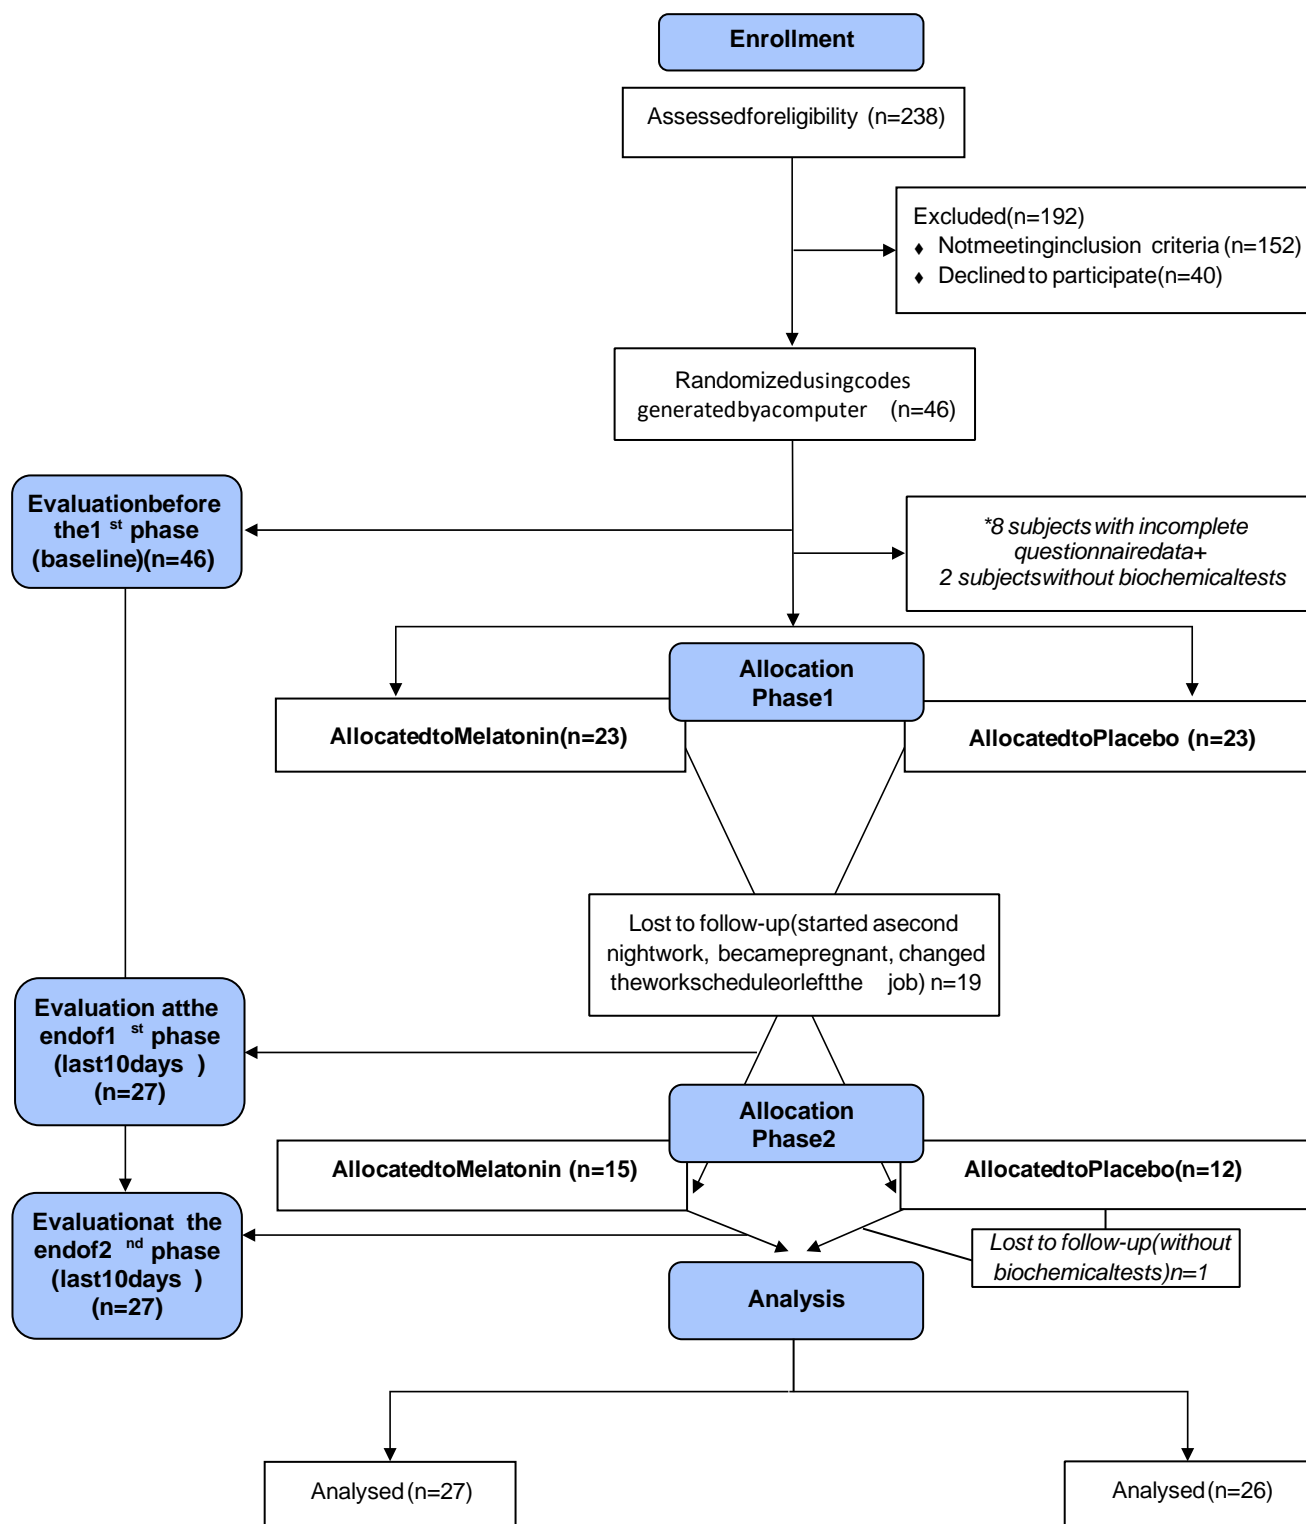 Enrollment
Assessedforeligibility (n=238)
Excluded(n=192)
♦ Notmeetinginclusion criteria (n=152)
♦ Declined to participate(n=40)
Randomizedusingcodes
generatedbyacomputer (n=46)
Evaluationbefore
the1 st phase
(baseline)(n=46)
*8 subjects with incomplete
questionnairedata+
2 subjectswithout biochemicaltests
Allocation
Phase1
AllocatedtoMelatonin(n=23)
AllocatedtoPlacebo (n=23)
Lost to follow-up(started asecond
nightwork, becamepregnant, changed
theworkscheduleorleftthe job) n=19
Evaluation atthe
endof1 st phase
(last10days )
(n=27)
Allocation
Phase2
AllocatedtoMelatonin (n=15)
AllocatedtoPlacebo(n=12)
Evaluationat the
endof2 nd phase
(last10days )
(n=27)
Lost to follow-up(without
biochemicaltests)n=1
Analysis
Analysed (n=27)
Analysed (n=26)